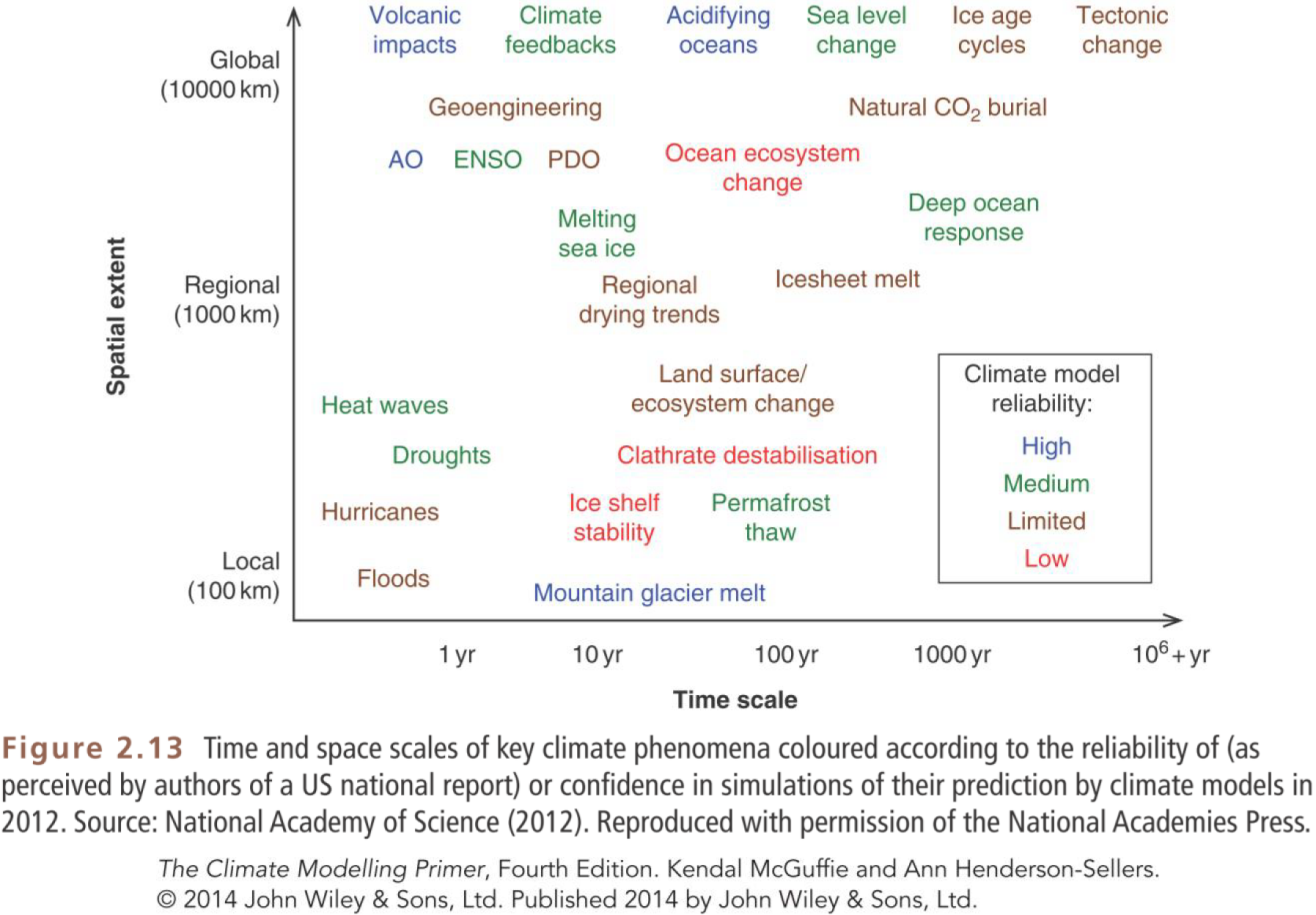 Volcanic
impacts
Climate
feedbacks
Acidifying
oceans
Sea level
change
Ice age
cycles
Tectonic
change
Global
(10000 km)
Geoengineering
Natural CO₂ burial
AO
ENSO
PDO
Ocean ecosystem
change
Melting
sea ice
Deep ocean
response
Spatial extent
Regional
(1000 km)
Regional
drying trends
Icesheet melt
Land surface/
ecosystem change
Heat waves
Droughts
Clathrate destabilisation
Hurricanes
Ice shelf
stability
Permafrost
thaw
Local
(100 km)
Floods
Mountain glacier melt
Climate model
reliability:
High
Medium
Limited
Low
1 yr
10 yr
100 yr
1000 yr
10⁶ + yr
Time scale
Figure 2.13 Time and space scales of key climate phenomena coloured according to the reliability of (as
perceived by authors of a US national report) or confidence in simulations of their prediction by climate models in
2012. Source: National Academy of Science (2012). Reproduced with permission of the National Academies Press.
The Climate Modelling Primer, Fourth Edition. Kendal McGuffie and Ann Henderson-Sellers.
© 2014 John Wiley & Sons, Ltd. Published 2014 by John Wiley & Sons, Ltd.